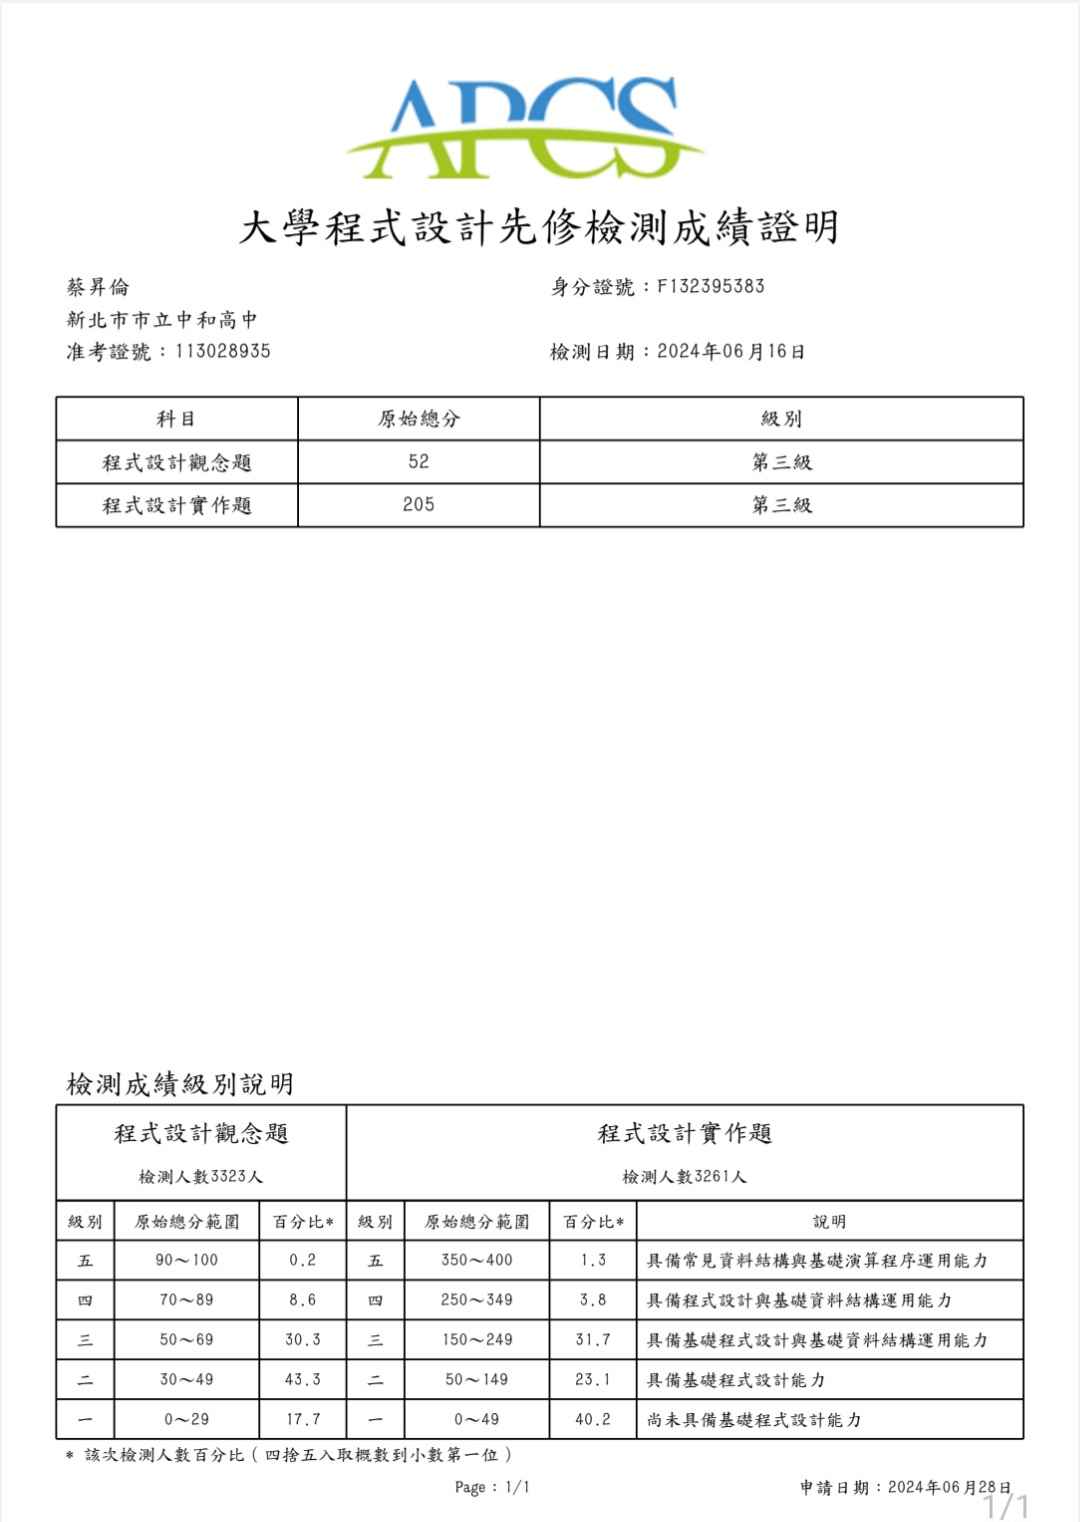 APCS
大學程式設計先修檢測成績證明
蔡昇倫 身分證號：F132395383
新北市市立中和高中
准考證號：113028935 檢測日期：2024年06月16日
科目 原始總分 級別
程式設計觀念題 52 第三級
程式設計實作題 205 第三級
檢測成績級別說明
程式設計觀念題 程式設計實作題
檢測人數3323人 檢測人數3261人
級別 原始總分範圍 百分比* 級別 原始總分範圍 百分比* 說明
五 90～100 0.2 五 350～400 1.3 具備常見資料結構與基礎演算程序運用能力
四 70～89 8.6 四 250～349 3.8 具備程式設計與基礎資料結構運用能力
三 50～69 30.3 三 150～249 31.7 具備基礎程式設計與基礎資料結構運用能力
二 30～49 43.3 二 50～149 23.1 具備基礎程式設計能力
一 0～29 17.7 一 0～49 40.2 尚未具備基礎程式設計能力
* 該次檢測人數百分比（四捨五入取概數到小數第一位）
Page：1/1 申請日期：2024年06月28日
1/1